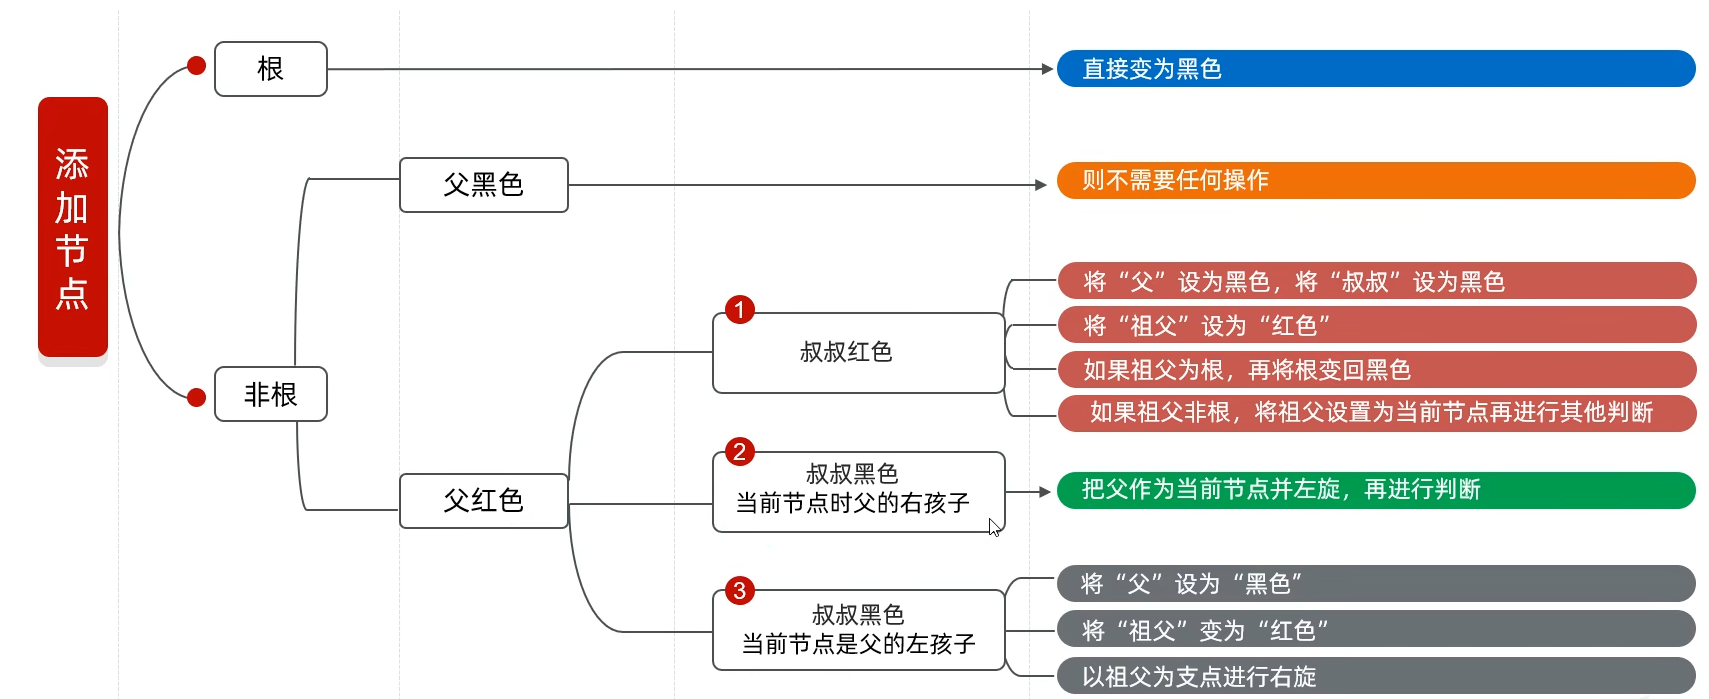 添加节点
根
直接变为黑色
父黑色
则不需要任何操作
非根
父红色
1
叔叔红色
将“父”设为黑色，将“叔叔”设为黑色
将“祖父”设为“红色”
如果祖父为根，再将根变回黑色
如果祖父非根，将祖父设置为当前节点再进行其他判断
2
叔叔黑色
当前节点时父的右孩子
把父作为当前节点并左旋，再进行判断
3
叔叔黑色
当前节点是父的左孩子
将“父”设为“黑色”
将“祖父”变为“红色”
以祖父为支点进行右旋